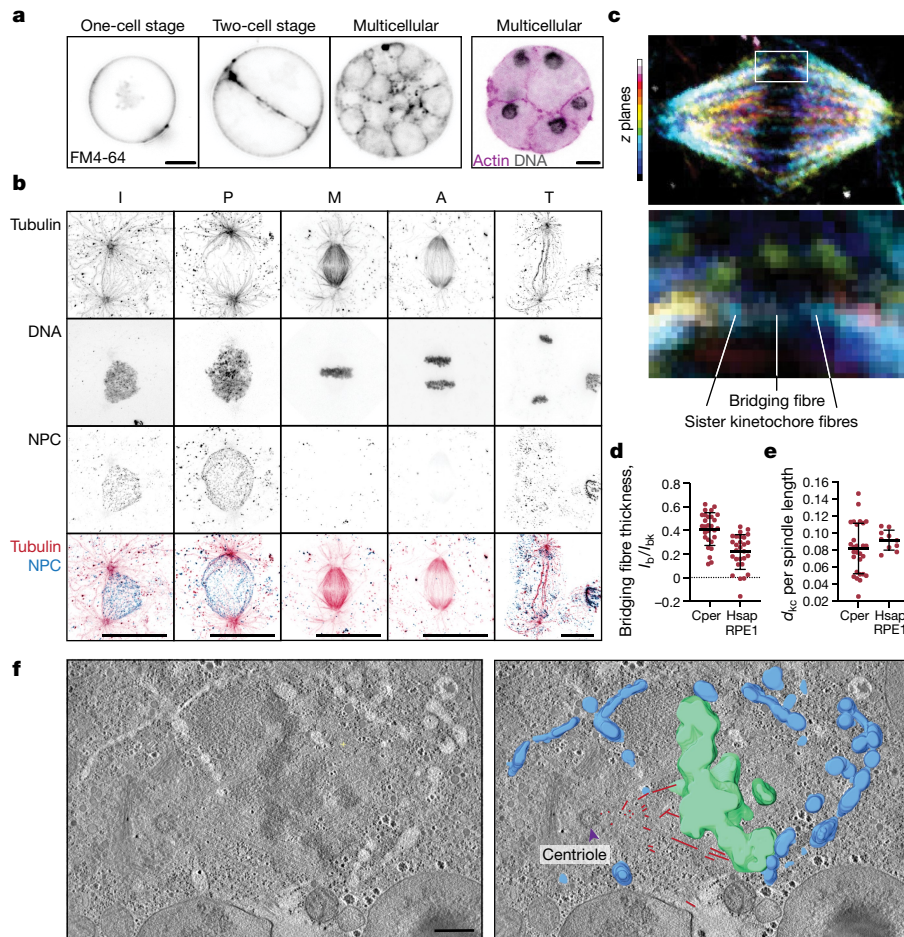 a
One-cell stage Two-cell stage Multicellular Multicellular
FM4-64
Actin DNA
b
I P M A T
Tubulin
DNA
NPC
Tubulin
NPC
c
z planes
Bridging fibre
Sister kinetochore fibres
d
Bridging fibre thickness,
I_b/I_bk
0.8
0.6
0.4
0.2
0
−0.2
Cper Hsap
RPE1
e
d_kc per spindle length
0.16
0.14
0.12
0.10
0.08
0.06
0.04
0.02
Cper Hsap
RPE1
f
Centriole